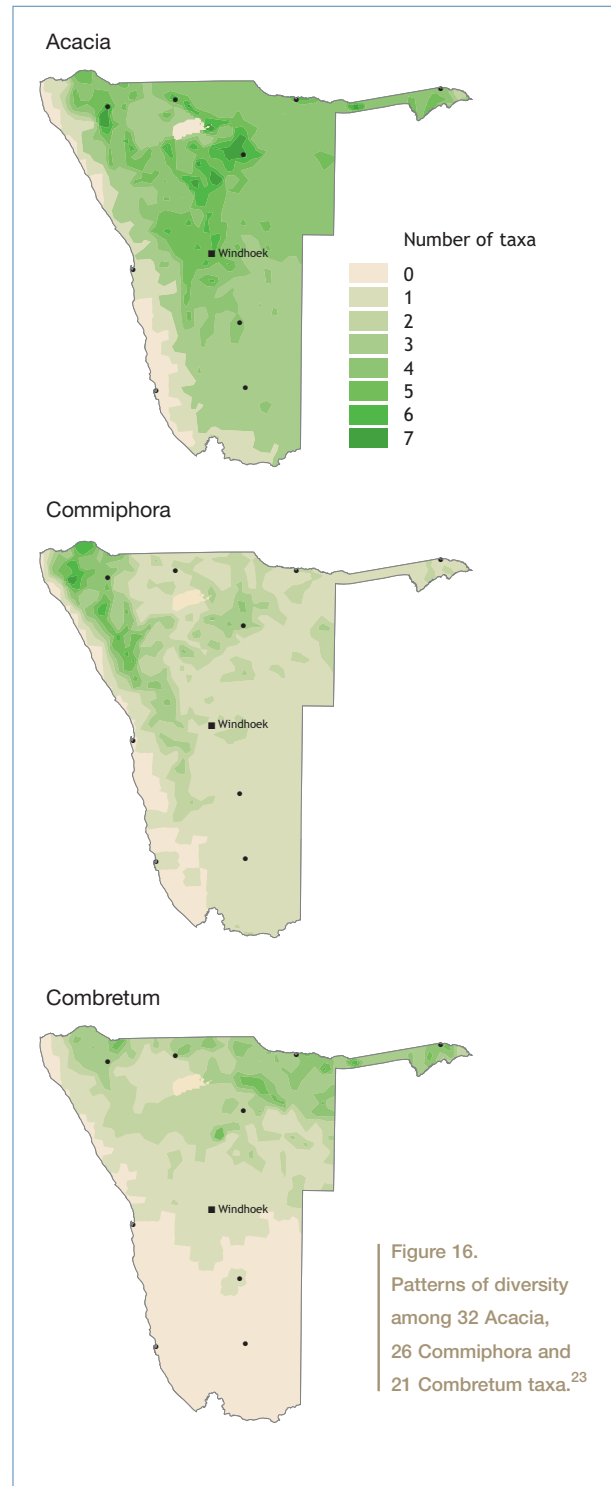 Acacia
Windhoek
Number of taxa
0
1
2
3
4
5
6
7
Commiphora
Windhoek
Combretum
Windhoek
Figure 16.
Patterns of diversity
among 32 Acacia,
26 Commiphora and
21 Combretum taxa.23